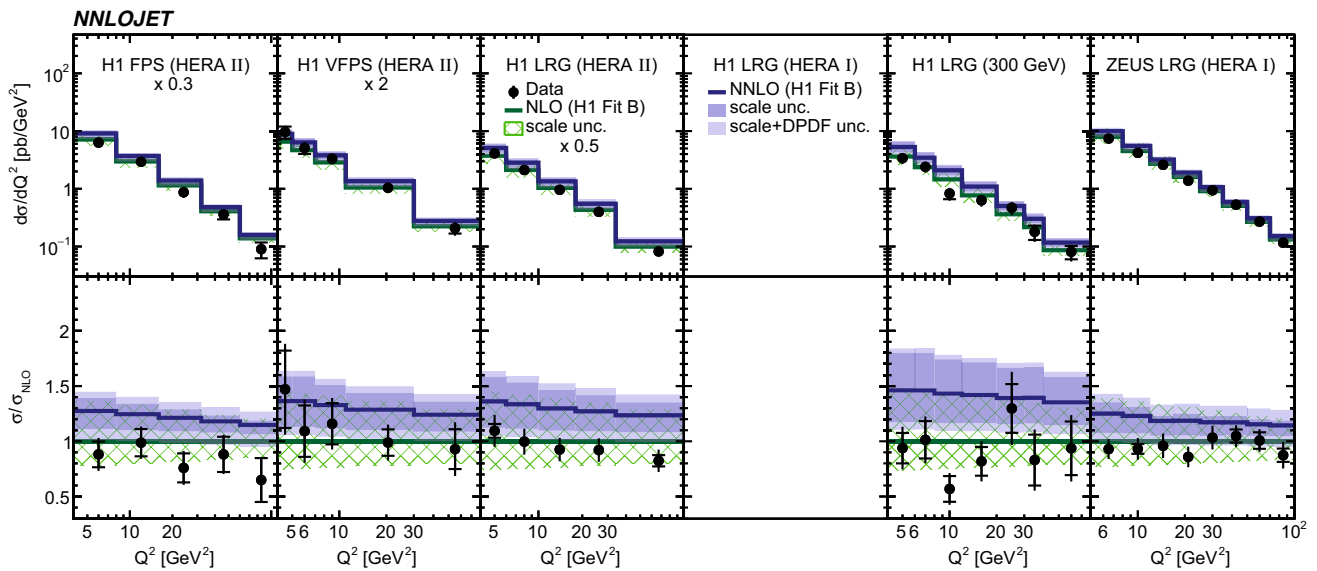 NNLOJET
H1 FPS (HERA II)
x 0.3
H1 VFPS (HERA II)
x 2
H1 LRG (HERA II)
Data
NLO (H1 Fit B)
scale unc.
x 0.5
H1 LRG (HERA I)
NNLO (H1 Fit B)
scale unc.
scale+DPDF unc.
H1 LRG (300 GeV)
ZEUS LRG (HERA I)
dσ/dQ² [pb/GeV²]
10²
10
1
10⁻¹
σ/σ_NLO
2
1.5
1
0.5
5 10 20
5 6 10 20 30
5 10 20 30
5 6 10 20 30
6 10 20 30 10²
Q² [GeV²]
Q² [GeV²]
Q² [GeV²]
Q² [GeV²]
Q² [GeV²]